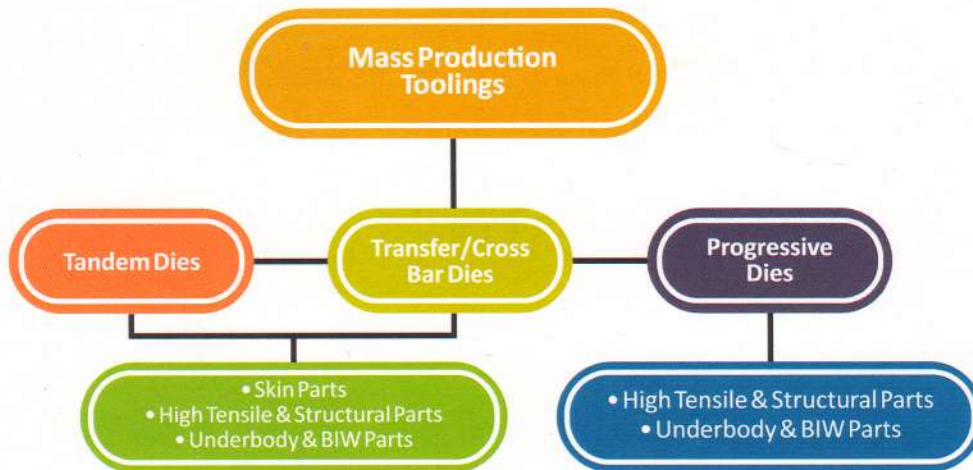 Mass Production
Toolings
Tandem Dies
Transfer/Cross
Bar Dies
Progressive
Dies
• Skin Parts
• High Tensile & Structural Parts
• Underbody & BIW Parts
• High Tensile & Structural Parts
• Underbody & BIW Parts